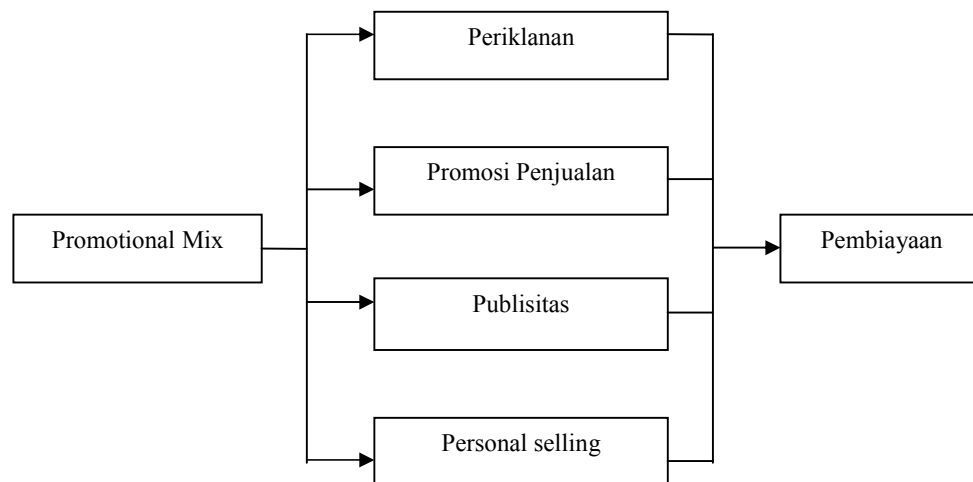 Periklanan
Promosi Penjualan
Promotional Mix
Pembiayaan
Publisitas
Personal selling